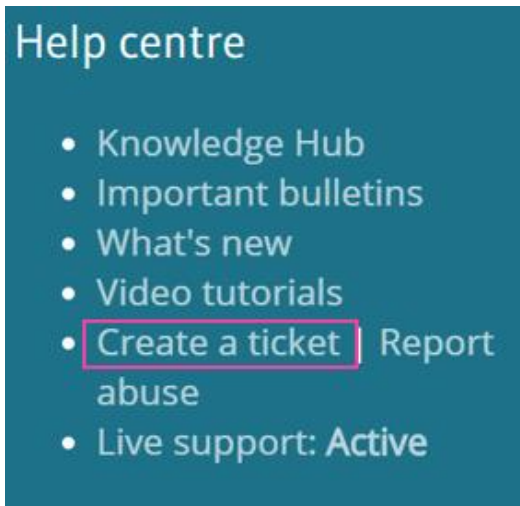 Help centre
Knowledge Hub
Important bulletins
What's new
Video tutorials
Create a ticket | Report
abuse
Live support: Active